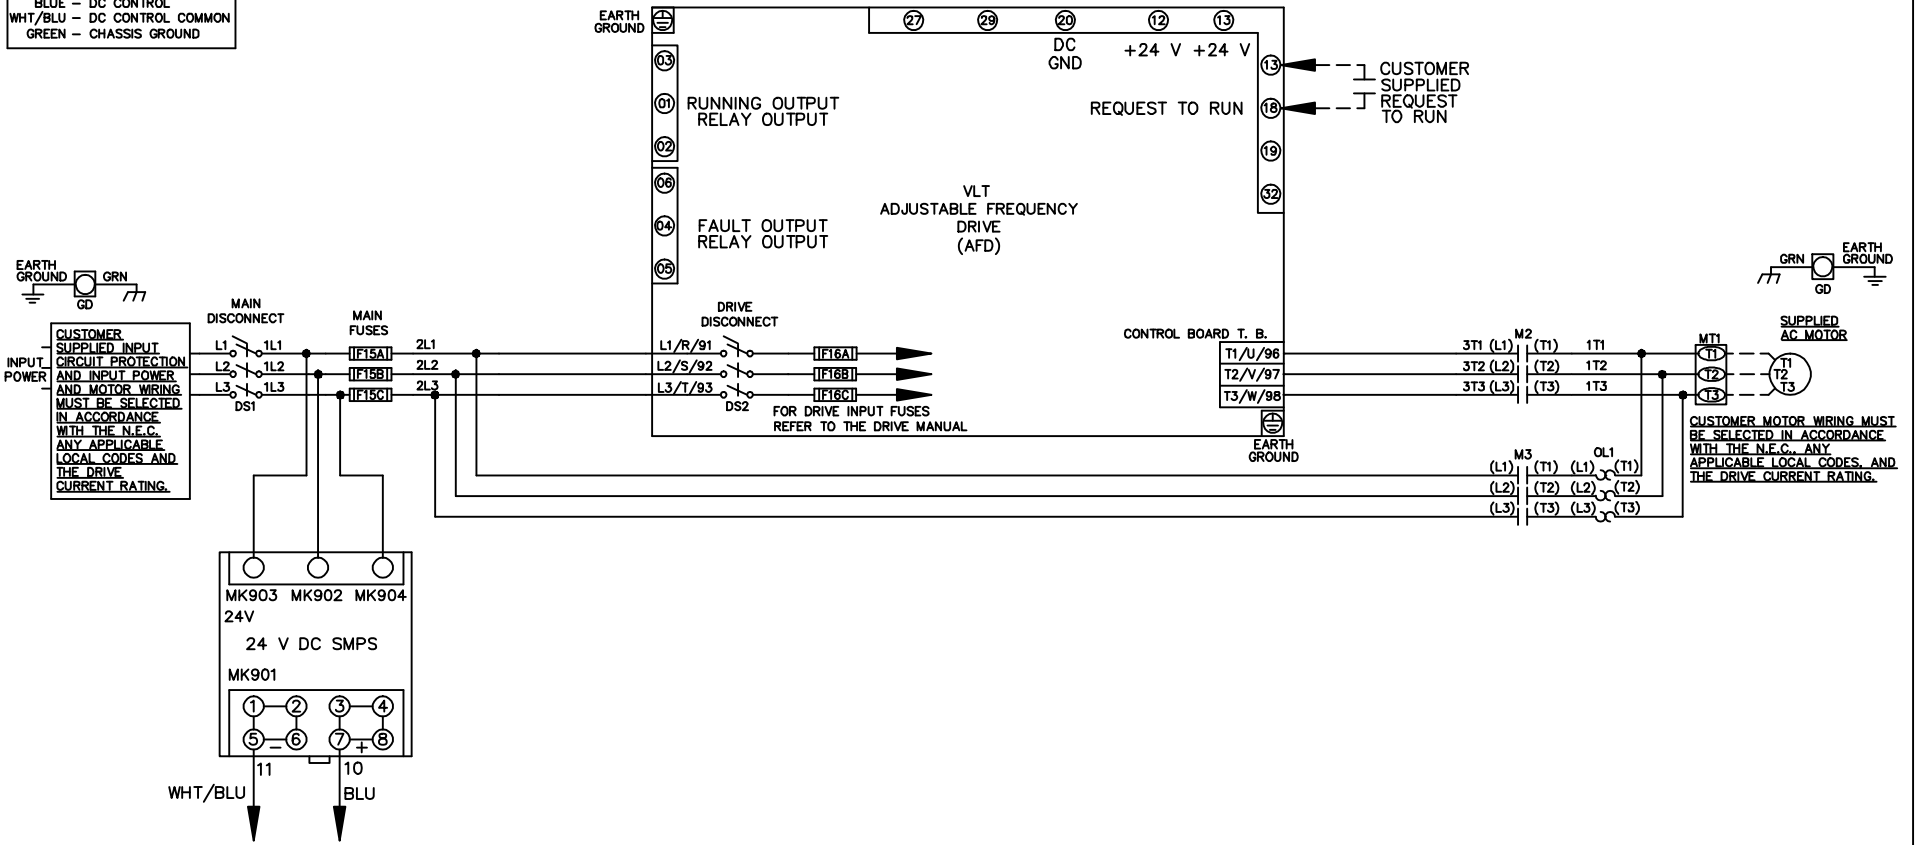 BLUE – DC CONTROL
WHT/BLU – DC CONTROL COMMON
GREEN – CHASSIS GROUND
EARTH
GROUND
27 29 20 12 13
DC
GND
+24 V +24 V
03
01
02
RUNNING OUTPUT
RELAY OUTPUT
06
04
05
FAULT OUTPUT
RELAY OUTPUT
13
18
19
32
REQUEST TO RUN
CUSTOMER
SUPPLIED
REQUEST
TO RUN
VLT
ADJUSTABLE FREQUENCY
DRIVE
(AFD)
EARTH
GROUND
GRN
GD
INPUT
POWER
CUSTOMER
SUPPLIED INPUT
CIRCUIT PROTECTION
AND INPUT POWER
AND MOTOR WIRING
MUST BE SELECTED
IN ACCORDANCE
WITH THE N.E.C.
ANY APPLICABLE
LOCAL CODES AND
THE DRIVE
CURRENT RATING.
MAIN
DISCONNECT
L1 1L1
L2 1L2
L3 1L3
DS1
MAIN
FUSES
F15A
F15B
F15C
2L1
2L2
2L3
L1/R/91
L2/S/92
L3/T/93
DRIVE
DISCONNECT
DS2
F16A
F16B
F16C
FOR DRIVE INPUT FUSES
REFER TO THE DRIVE MANUAL
CONTROL BOARD T. B.
T1/U/96
T2/V/97
T3/W/98
EARTH
GROUND
M2
3T1 (L1) (T1) 1T1
3T2 (L2) (T2) 1T2
3T3 (L3) (T3) 1T3
MT1
T1
T2
T3
GRN
EARTH
GROUND
GD
SUPPLIED
AC MOTOR
T1
T2
T3
CUSTOMER MOTOR WIRING MUST
BE SELECTED IN ACCORDANCE
WITH THE N.E.C., ANY
APPLICABLE LOCAL CODES, AND
THE DRIVE CURRENT RATING.
M3 OL1
(L1) (T1) (L1) (T1)
(L2) (T2) (L2) (T2)
(L3) (T3) (L3) (T3)
MK903 MK902 MK904
24V
24 V DC SMPS
MK901
1 2 3 4
5 – 6 7 + 8
11 10
WHT/BLU BLU